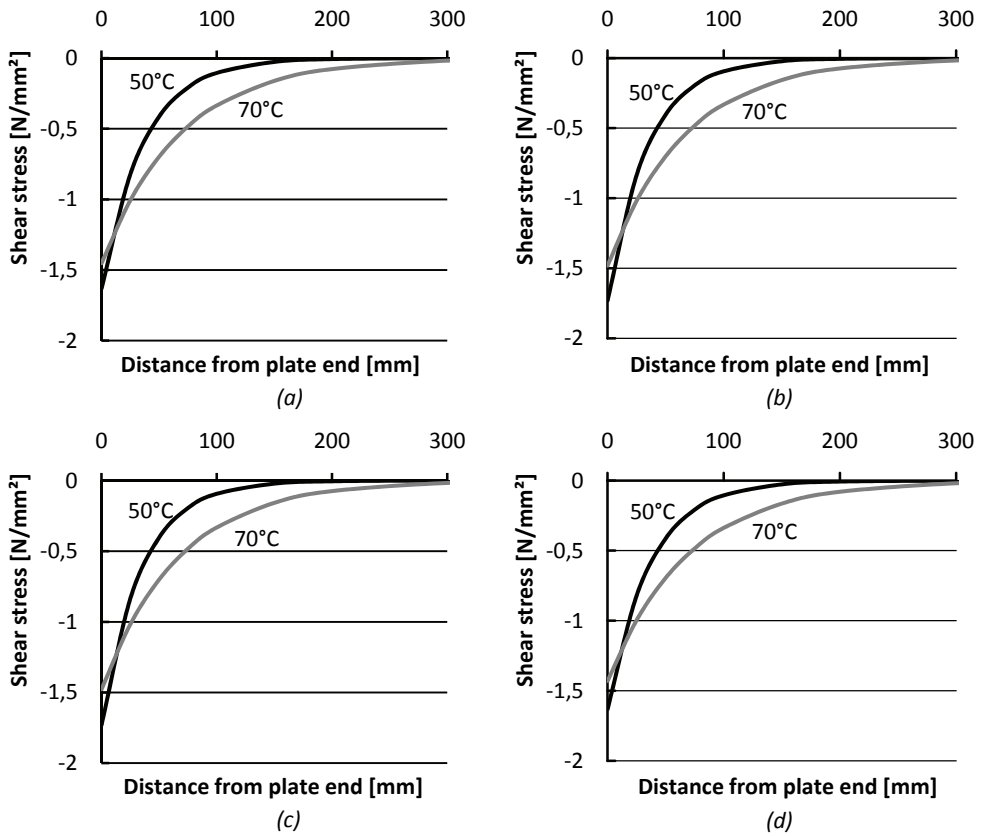 0 100 200 300
0
-0,5
-1
-1,5
-2
Shear stress [N/mm²]
50°C
70°C
Distance from plate end [mm]
(a)
0 100 200 300
0
-0,5
-1
-1,5
-2
Shear stress [N/mm²]
50°C
70°C
Distance from plate end [mm]
(b)
0 100 200 300
0
-0,5
-1
-1,5
-2
Shear stress [N/mm²]
50°C
70°C
Distance from plate end [mm]
(c)
0 100 200 300
0
-0,5
-1
-1,5
-2
Shear stress [N/mm²]
50°C
70°C
Distance from plate end [mm]
(d)